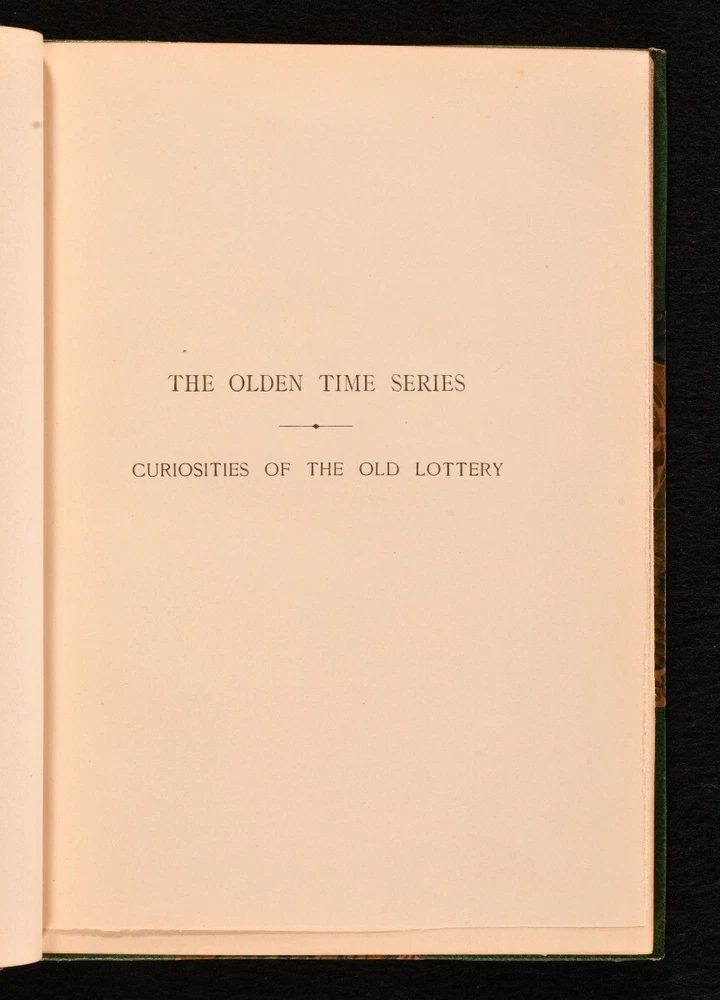 THE OLDEN TIME SERIES
CURIOSITIES OF THE OLD LOTTERY